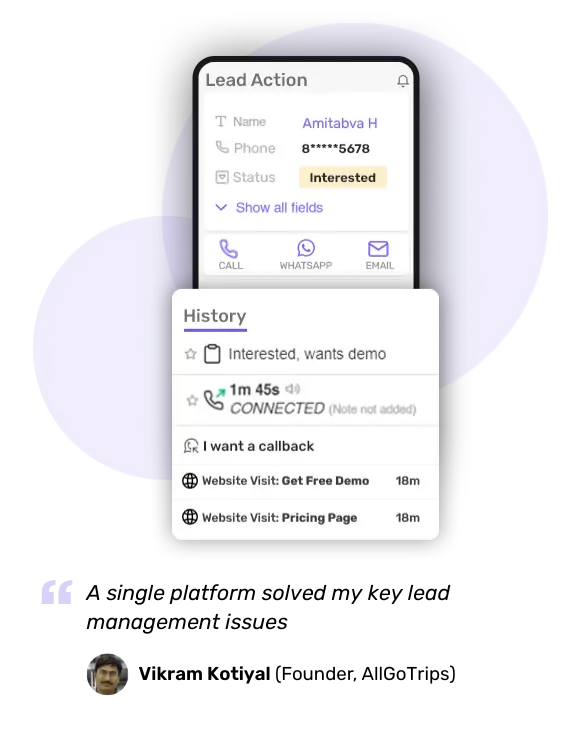 Lead Action
Name Amitabva H
Phone 8*****5678
Status Interested
Show all fields
CALL WHATSAPP EMAIL
History
Interested, wants demo
1m 45s
CONNECTED (Note not added)
I want a callback
Website Visit: Get Free Demo 18m
Website Visit: Pricing Page 18m
“ A single platform solved my key lead
management issues
Vikram Kotiyal (Founder, AllGoTrips)